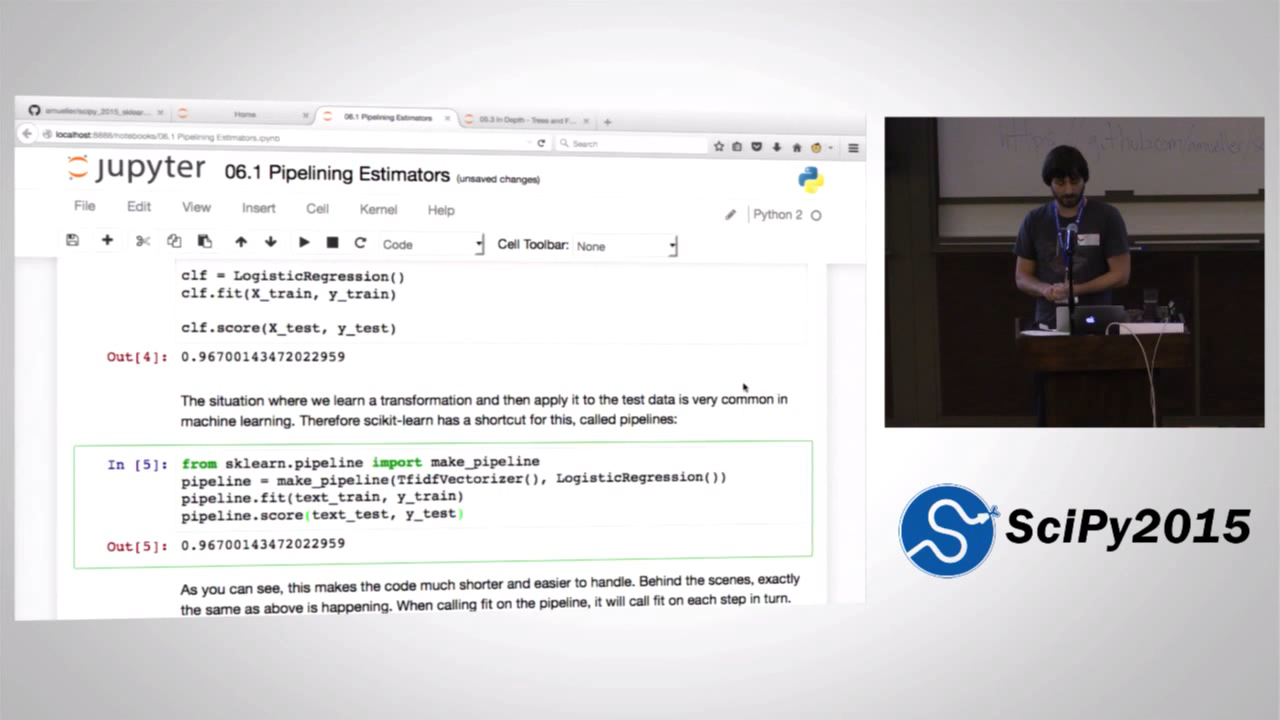 06.1 Pipelining Estimators
Home
06.3 In Depth - Trees and F...
localhost:8888/notebooks/06.1 Pipelining Estimators.ipynb
Search
jupyter 06.1 Pipelining Estimators (unsaved changes)
File Edit View Insert Cell Kernel Help
Python 2
Code
Cell Toolbar: None
clf = LogisticRegression()
clf.fit(X_train, y_train)
clf.score(X_test, y_test)
Out[4]: 0.96700143472022959
The situation where we learn a transformation and then apply it to the test data is very common in
machine learning. Therefore scikit-learn has a shortcut for this, called pipelines:
In [5]: from sklearn.pipeline import make_pipeline
pipeline = make_pipeline(TfidfVectorizer(), LogisticRegression())
pipeline.fit(text_train, y_train)
pipeline.score(text_test, y_test)
Out[5]: 0.96700143472022959
As you can see, this makes the code much shorter and easier to handle. Behind the scenes, exactly
the same as above is happening. When calling fit on the pipeline, it will call fit on each step in turn.
SciPy2015